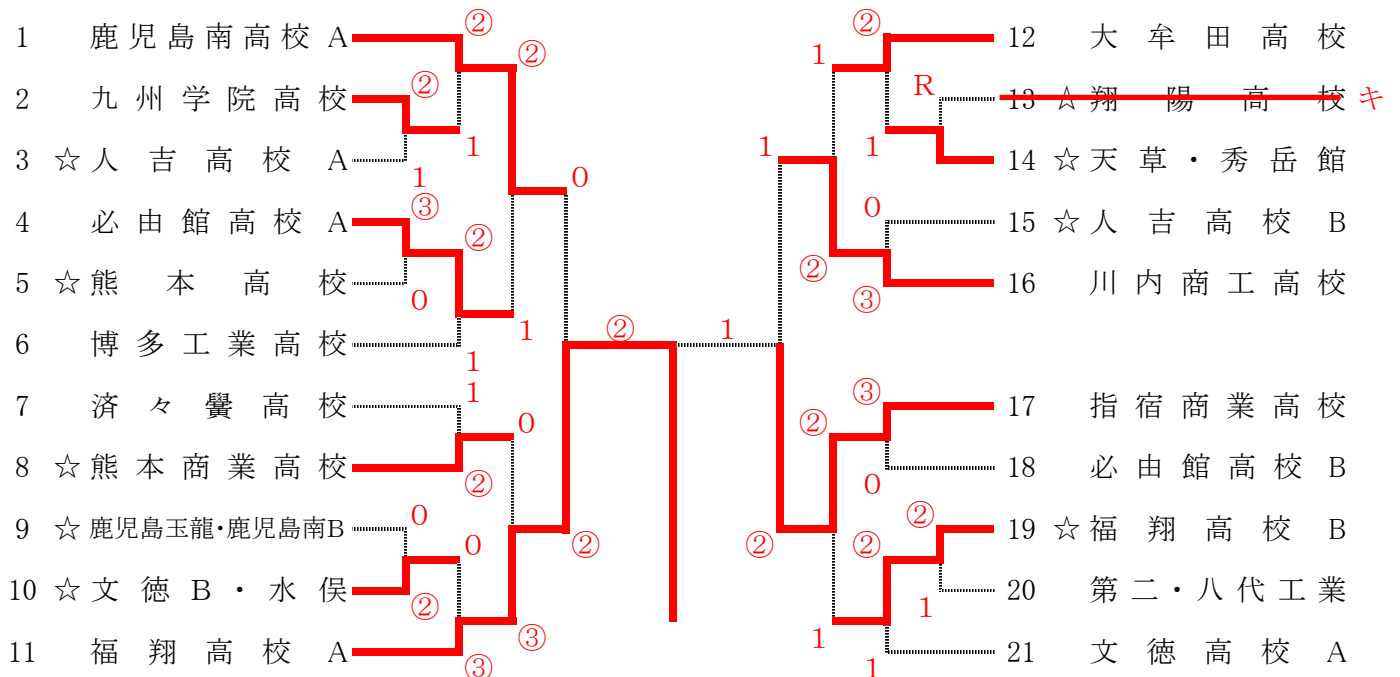 1 鹿児島南高校 A
2 九州学院高校
3 ☆人吉高校 A
4 必由館高校 A
5 ☆熊本高校
6 博多工業高校
7 済々黌高校
8 ☆熊本商業高校
9 ☆鹿児島玉龍・鹿児島南B
10 ☆文徳B・水俣
11 福翔高校 A
②
②
②
1
1
③
②
0
1
1
1
0
②
0
0
②
③
③
0
②
②
1
②
1
R
1
1
0
②
③
③
②
0
②
②
②
1
1
1
12 大牟田高校
13 ☆翔陽高校 キ
14 ☆天草・秀岳館
15 ☆人吉高校 B
16 川内商工高校
17 指宿商業高校
18 必由館高校 B
19 ☆福翔高校 B
20 第二・八代工業
21 文徳高校 A